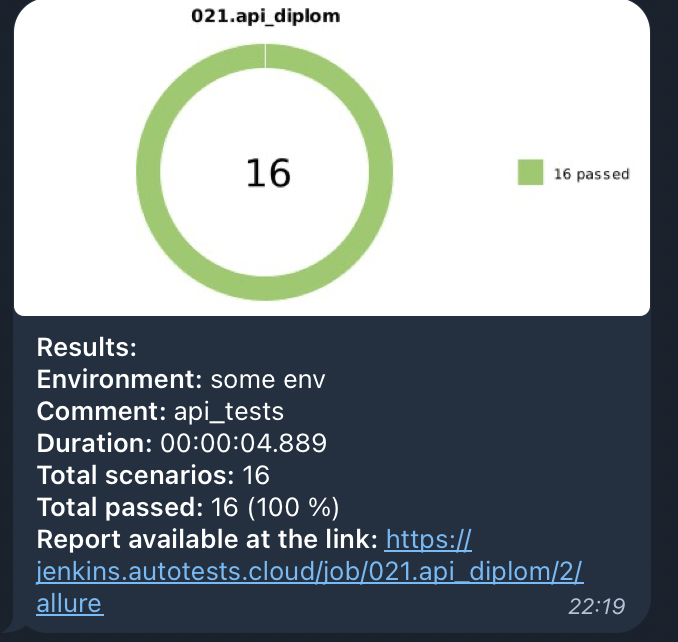 021.api_diplom
16
16 passed
Results:
Environment: some env
Comment: api_tests
Duration: 00:00:04.889
Total scenarios: 16
Total passed: 16 (100 %)
Report available at the link: https://
jenkins.autotests.cloud/job/021.api_diplom/2/
allure
22:19